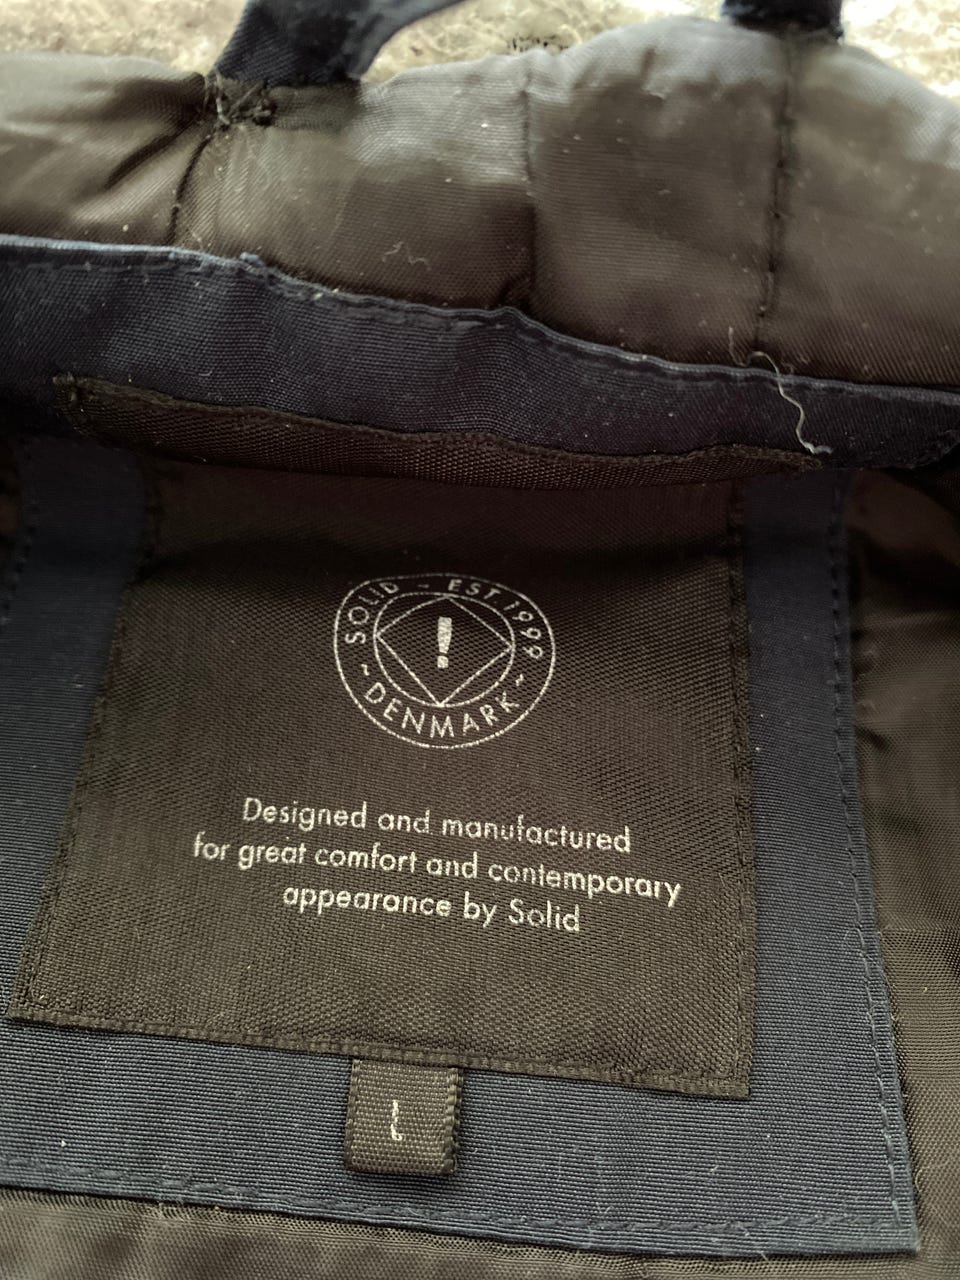 SOLID ~ EST 1999
~ DENMARK ~
!
Designed and manufactured
for great comfort and contemporary
appearance by Solid
L